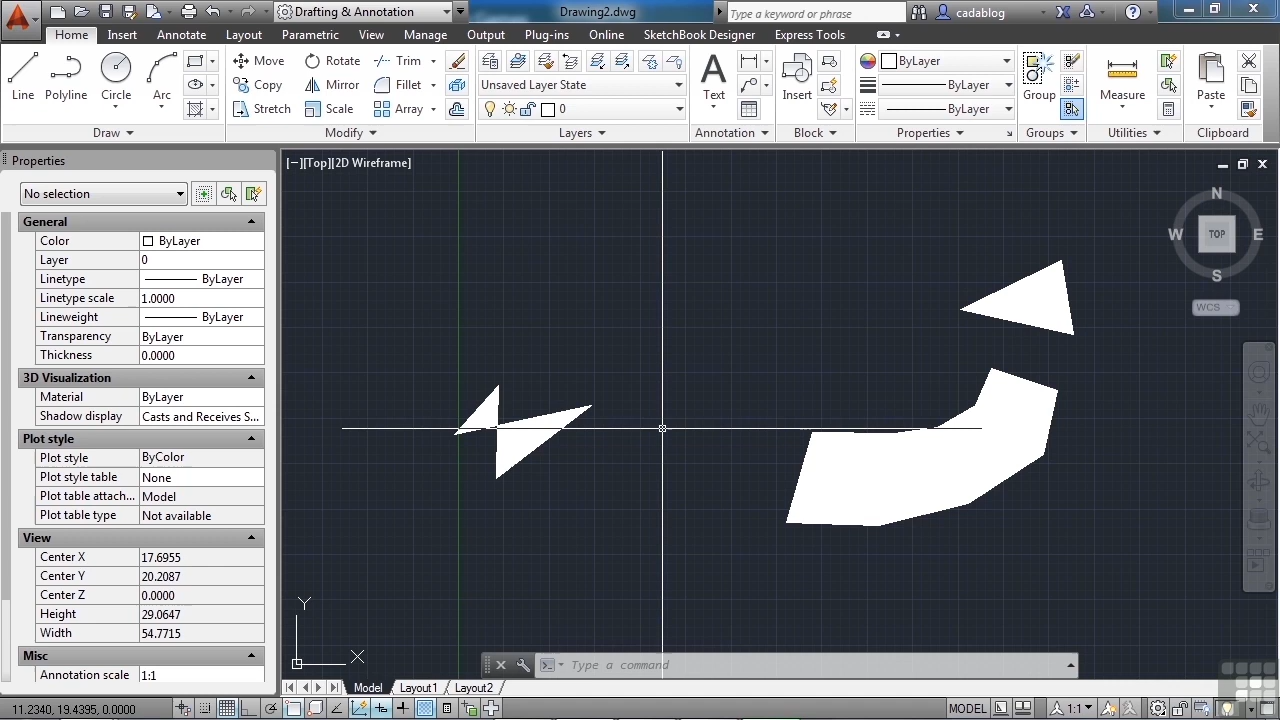 Drafting & Annotation
Drawing2.dwg
Type a keyword or phrase
cadablog
Home Insert Annotate Layout Parametric View Manage Output Plug-ins Online SketchBook Designer Express Tools
Line Polyline Circle Arc
Move Rotate Trim
Copy Mirror Fillet
Stretch Scale Array
Unsaved Layer State
0
Text
Insert
ByLayer
ByLayer
ByLayer
Group
Measure
Paste
Draw Modify Layers Annotation Block Properties Groups Utilities Clipboard
Properties
No selection
General
Color ByLayer
Layer 0
Linetype ByLayer
Linetype scale 1.0000
Lineweight ByLayer
Transparency ByLayer
Thickness 0.0000
3D Visualization
Material ByLayer
Shadow display Casts and Receives S...
Plot style
Plot style ByColor
Plot style table None
Plot table attach... Model
Plot table type Not available
View
Center X 17.6955
Center Y 20.2087
Center Z 0.0000
Height 29.0647
Width 54.7715
Misc
Annotation scale 1:1
[−][Top][2D Wireframe]
N
W TOP E
S
WCS
Y
X
Type a command
Model Layout1 Layout2
11.2340, 19.4395, 0.0000
MODEL
1:1